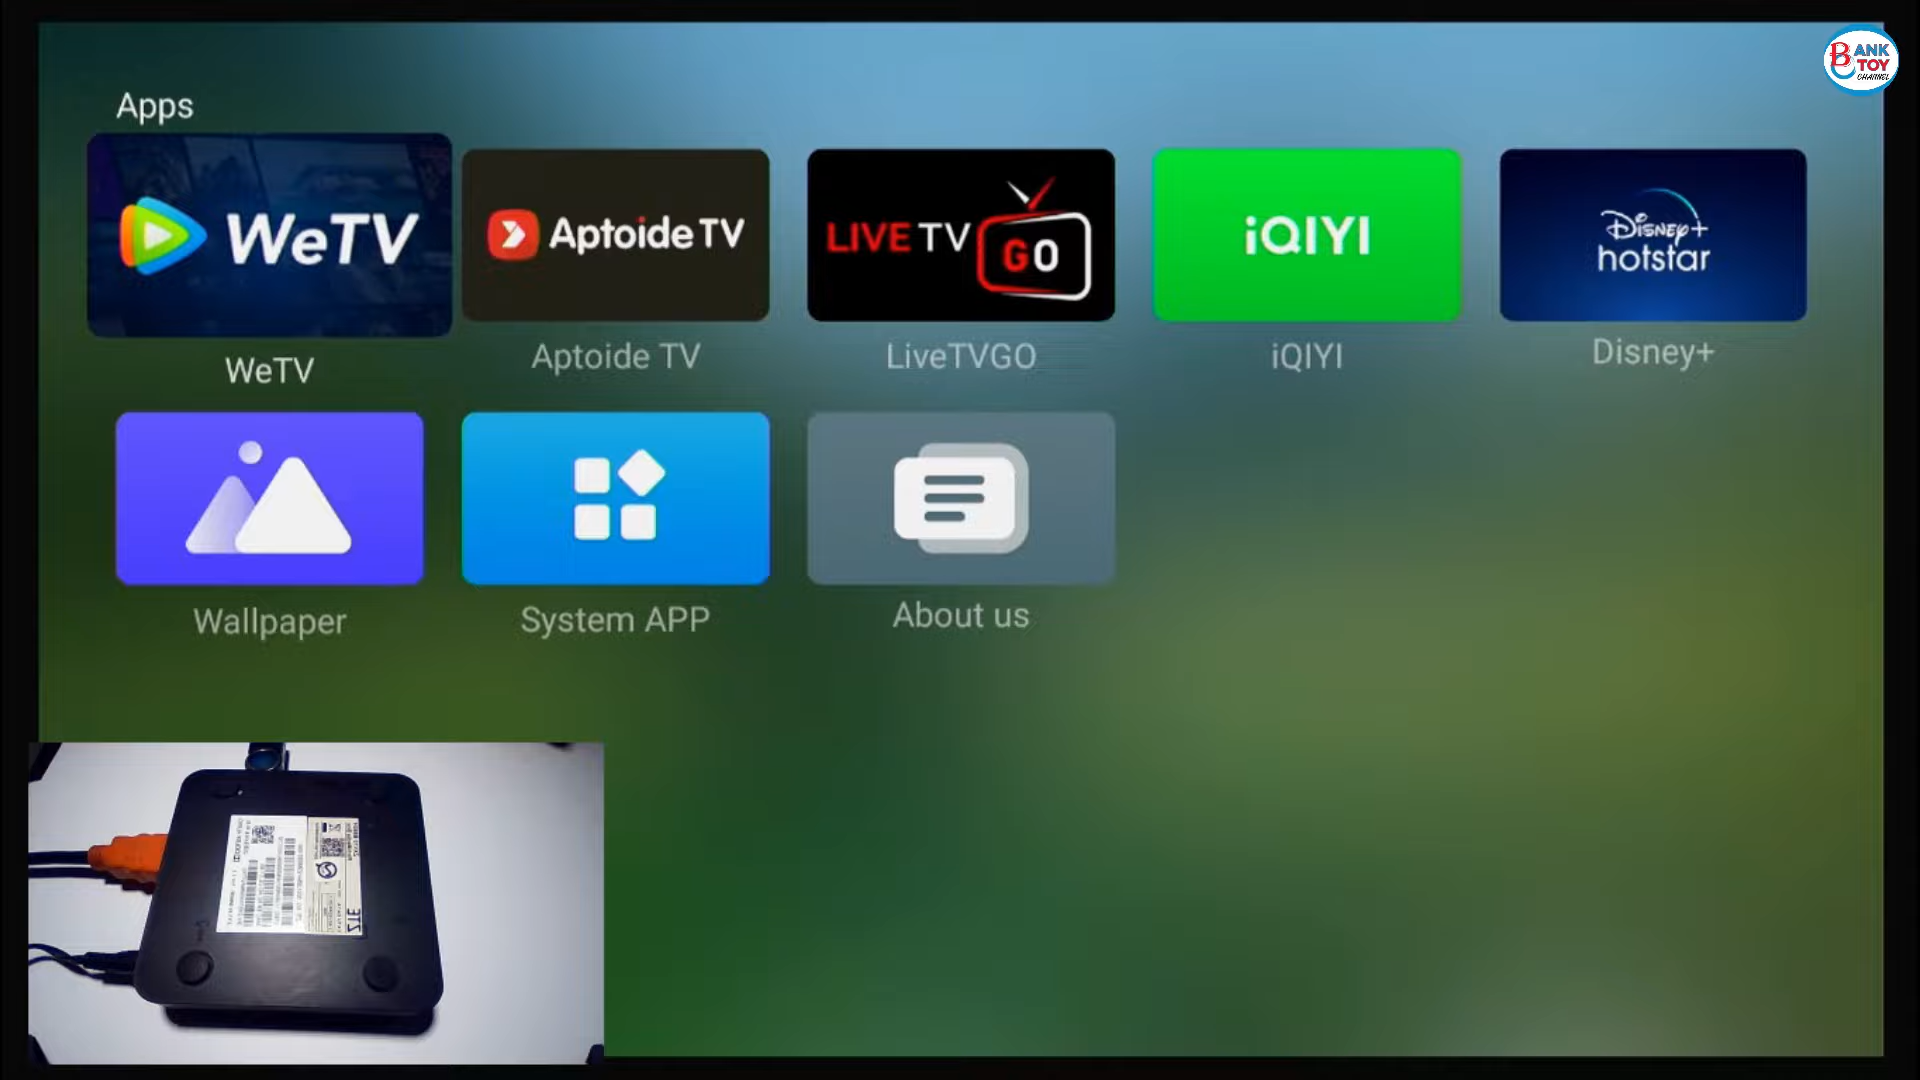 BANK
TOY
CHANNEL
Apps
WeTV
Aptoide TV
LIVE TV GO
iQIYI
Disney+
hotstar
WeTV
Aptoide TV
LiveTVGO
iQIYI
Disney+
Wallpaper
System APP
About us
ZTE